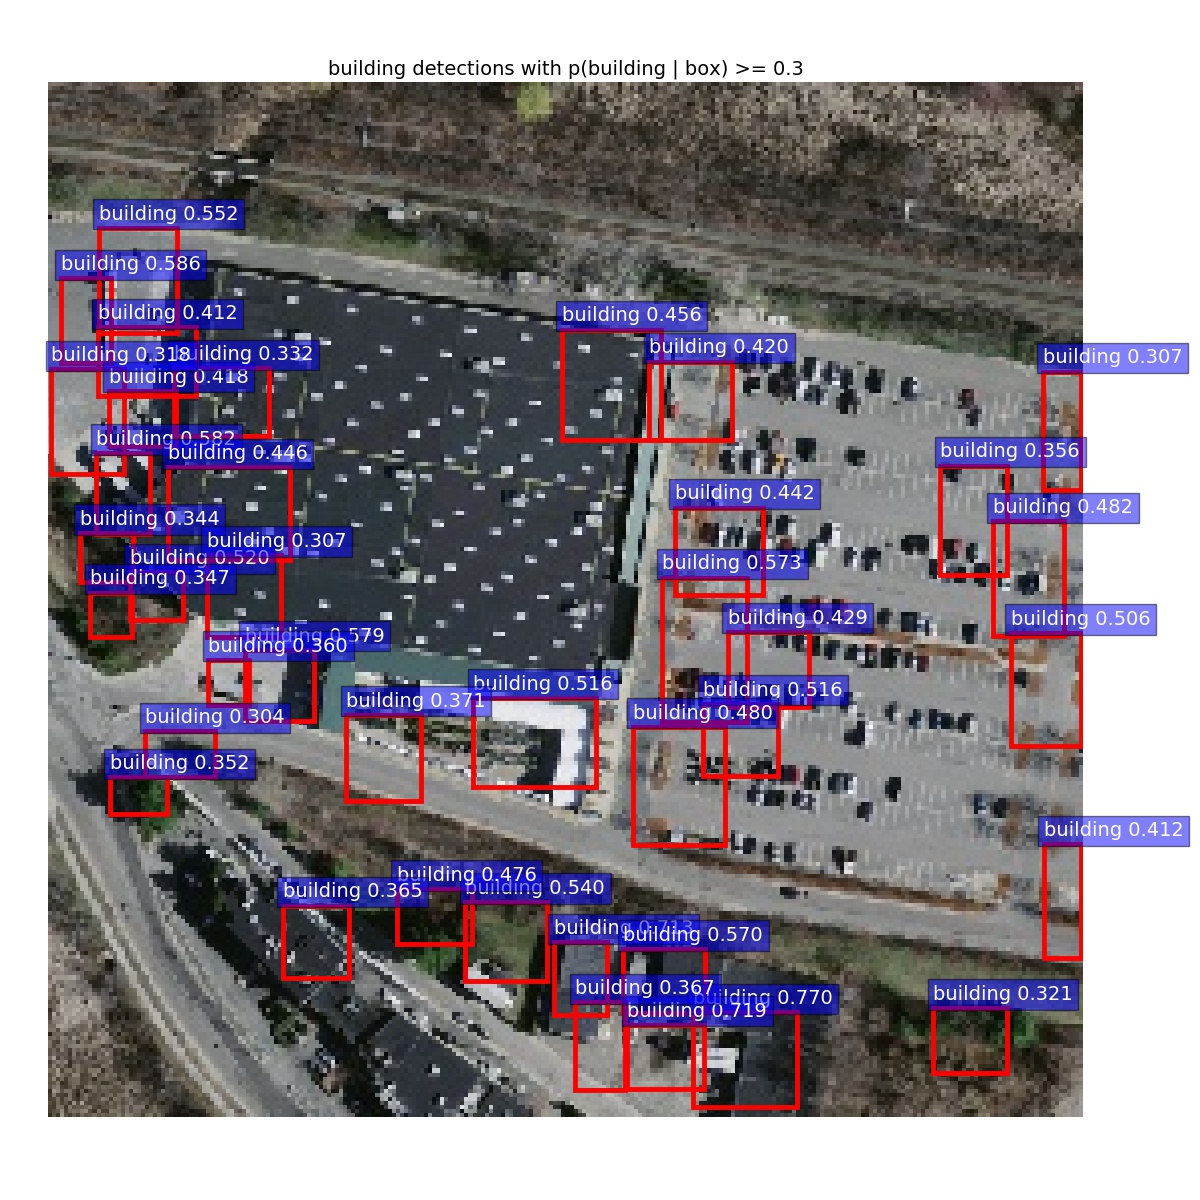 building detections with p(building | box) >= 0.3
building 0.552
building 0.586
building 0.412
building 0.456
building 0.420
building 0.318
building 0.332
building 0.307
building 0.418
building 0.582
building 0.446
building 0.356
building 0.442
building 0.482
building 0.344
building 0.307
building 0.520
building 0.573
building 0.347
building 0.429
building 0.506
building 0.579
building 0.360
building 0.516
building 0.516
building 0.371
building 0.480
building 0.304
building 0.352
building 0.412
building 0.476
building 0.540
building 0.365
building 0.713
building 0.570
building 0.367
building 0.770
building 0.321
building 0.719